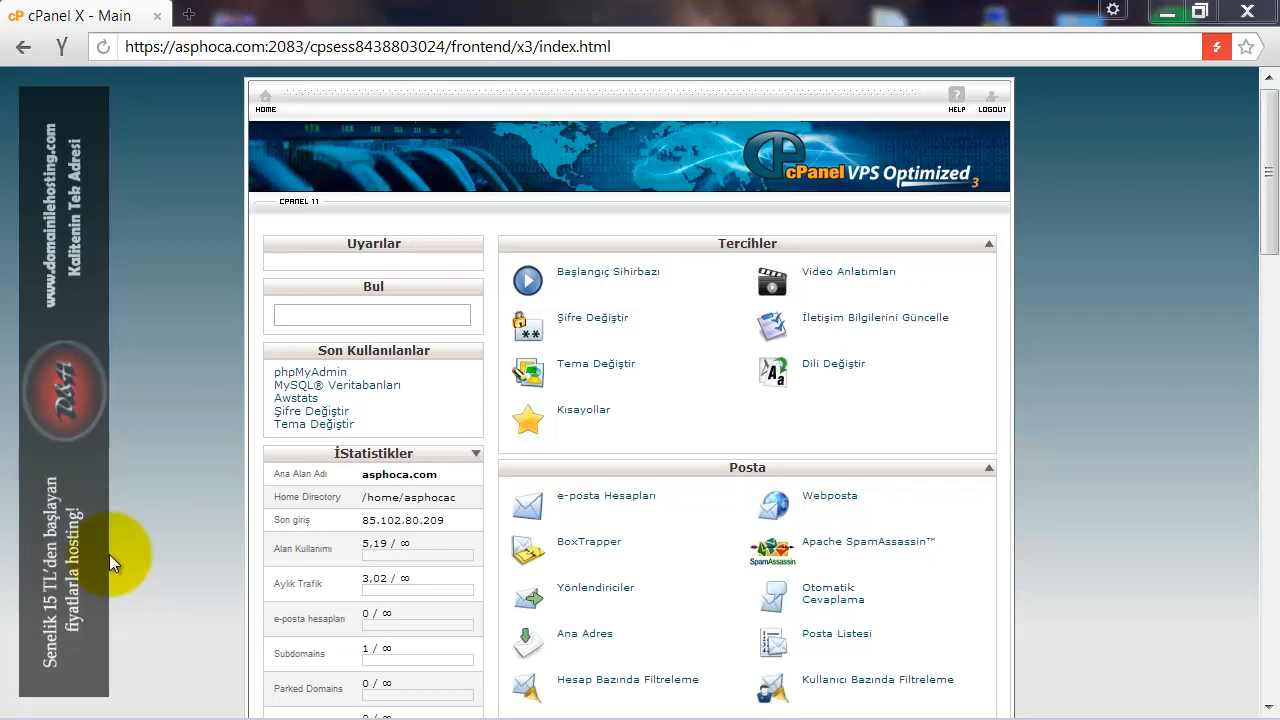 cPanel X - Main
https://asphoca.com:2083/cpsess8438803024/frontend/x3/index.html
www.domainilehosting.com
Kalitenin Tek Adresi
D&H
Senelik 15 TL'den başlayan
fiyatlarla hosting!
HOME
HELP
LOGOUT
cPanel VPS Optimized 3
CPANEL 11
Uyarılar
Bul
Son Kullanılanlar
phpMyAdmin
MySQL® Veritabanları
Awstats
Şifre Değiştir
Tema Değiştir
İStatistikler
Ana Alan Adı asphoca.com
Home Directory /home/asphocac
Son giriş 85.102.80.209
Alan Kullanımı 5,19 / ∞
Aylık Trafik 3,02 / ∞
e-posta hesapları 0 / ∞
Subdomains 1 / ∞
Parked Domains 0 / ∞
Tercihler
Başlangıç Sihirbazı
Video Anlatımları
Şifre Değiştir
İletişim Bilgilerini Güncelle
Tema Değiştir
Dili Değiştir
Kısayollar
Posta
e-posta Hesapları
Webposta
BoxTrapper
SpamAssassin
Apache SpamAssassin™
Yönlendiriciler
Otomatik
Cevaplama
Ana Adres
Posta Listesi
Hesap Bazında Filtreleme
Kullanıcı Bazında Filtreleme